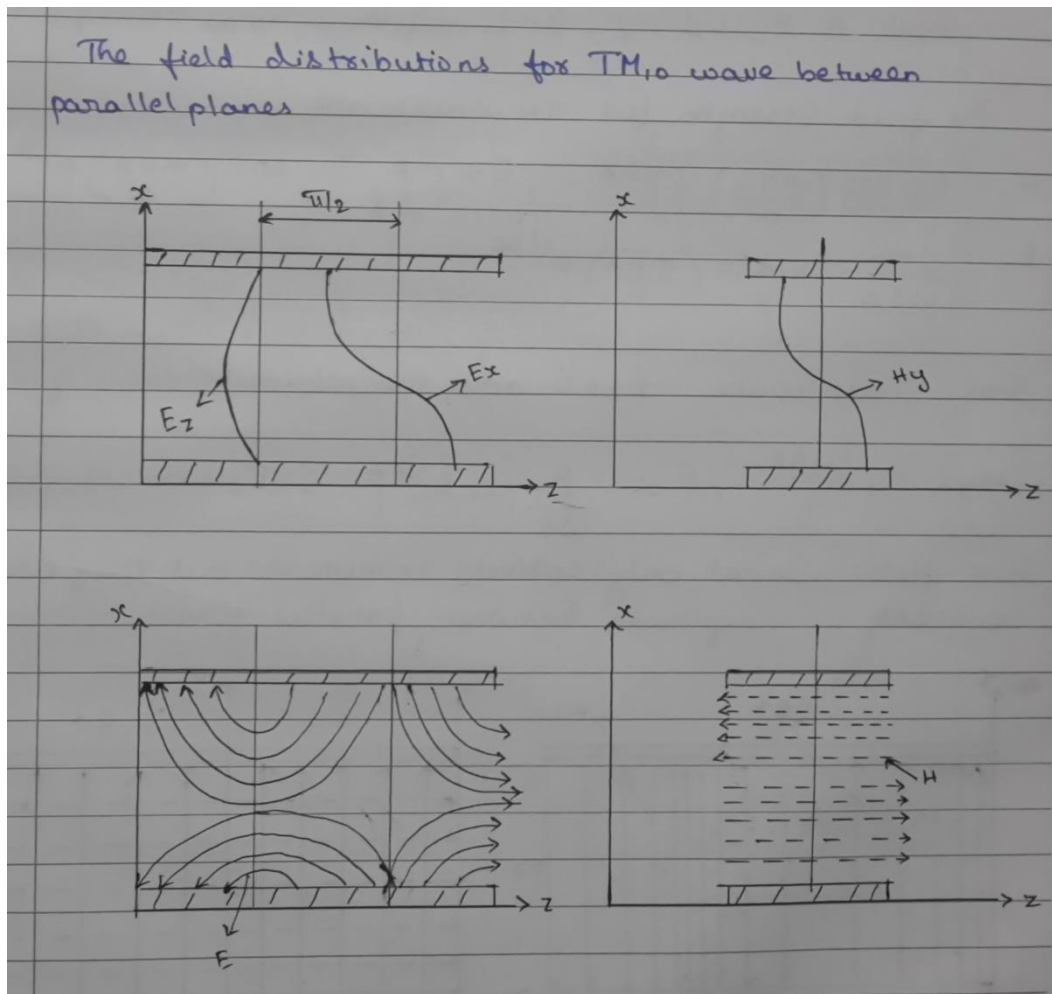 The field distributions for TM₁₀ wave between
parallel planes
x
π/2
x
Ez
Ex
Hy
z
z
x
x
H
z
z
E